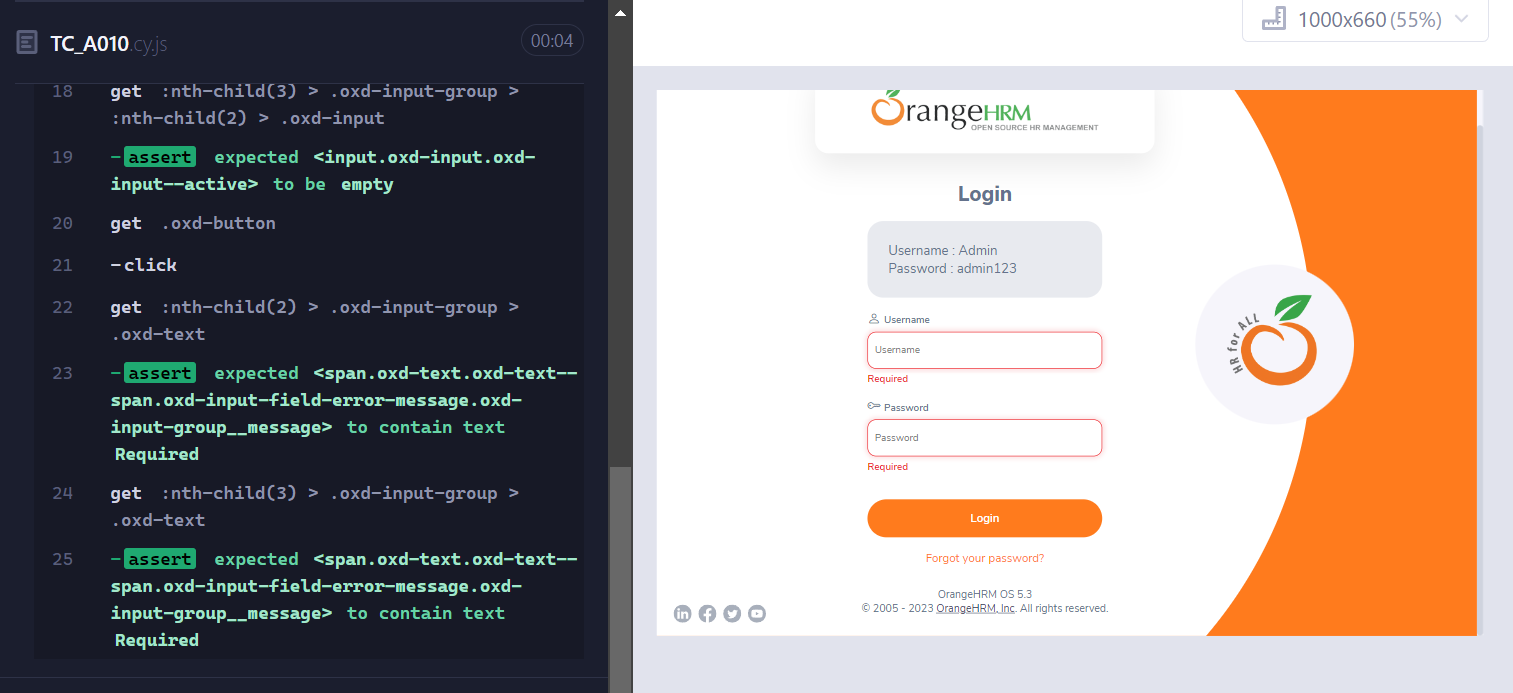 TC_A010.cy.js
00:04
18 get :nth-child(3) > .oxd-input-group >
:nth-child(2) > .oxd-input
19 -assert expected <input.oxd-input.oxd-
input--active> to be empty
20 get .oxd-button
21 -click
22 get :nth-child(2) > .oxd-input-group >
.oxd-text
23 -assert expected <span.oxd-text.oxd-text--
span.oxd-input-field-error-message.oxd-
input-group__message> to contain text
Required
24 get :nth-child(3) > .oxd-input-group >
.oxd-text
25 -assert expected <span.oxd-text.oxd-text--
span.oxd-input-field-error-message.oxd-
input-group__message> to contain text
Required
1000x660 (55%)
OrangeHRM
OPEN SOURCE HR MANAGEMENT
Login
Username : Admin
Password : admin123
Username
Username
Required
Password
Password
Required
Login
Forgot your password?
OrangeHRM OS 5.3
© 2005 - 2023 OrangeHRM, Inc. All rights reserved.
in
HR for ALL